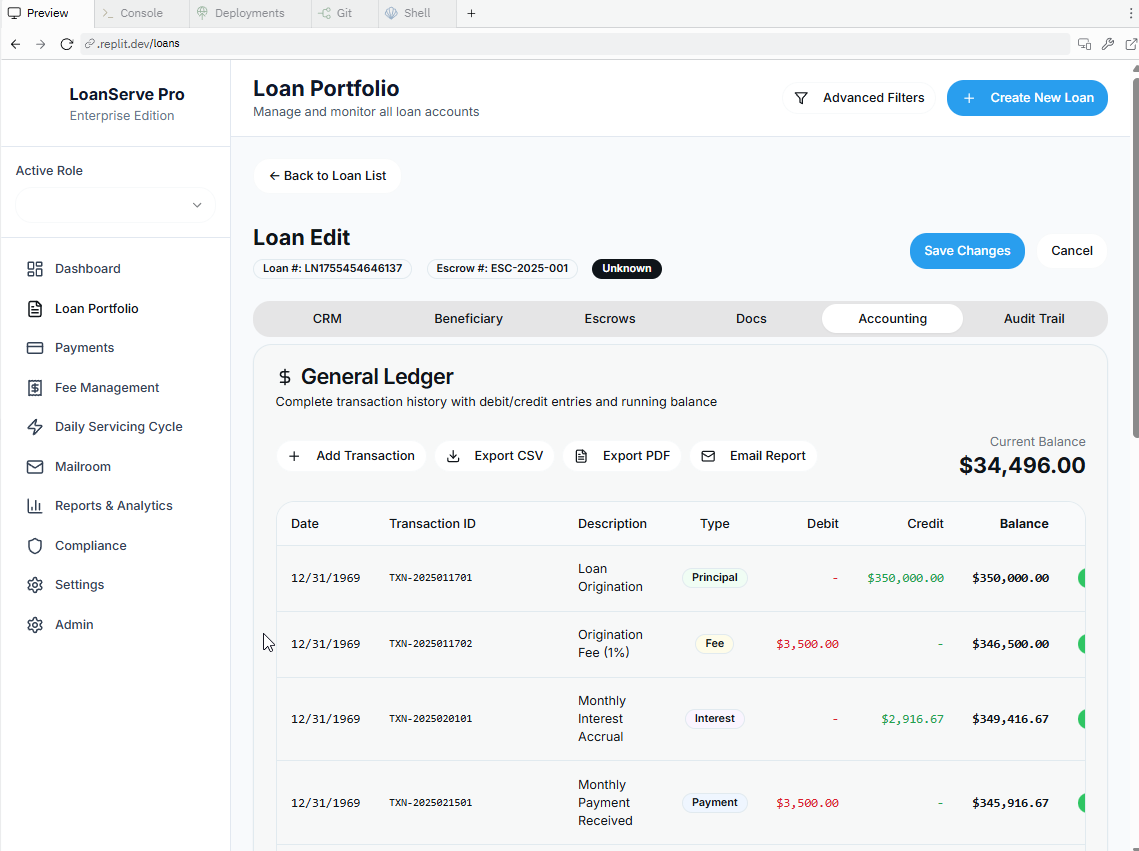 Preview
Console
Deployments
Git
Shell
.replit.dev/loans
LoanServe Pro
Enterprise Edition
Active Role
Dashboard
Loan Portfolio
Payments
Fee Management
Daily Servicing Cycle
Mailroom
Reports & Analytics
Compliance
Settings
Admin
Loan Portfolio
Manage and monitor all loan accounts
Advanced Filters
+ Create New Loan
← Back to Loan List
Loan Edit
Loan #: LN1755454646137
Escrow #: ESC-2025-001
Unknown
Save Changes
Cancel
CRM
Beneficiary
Escrows
Docs
Accounting
Audit Trail
$ General Ledger
Complete transaction history with debit/credit entries and running balance
+ Add Transaction
Export CSV
Export PDF
Email Report
Current Balance
$34,496.00
Date Transaction ID Description Type Debit Credit Balance
12/31/1969 TXN-2025011701 Loan
Origination Principal - $350,000.00 $350,000.00
12/31/1969 TXN-2025011702 Origination
Fee (1%) Fee $3,500.00 - $346,500.00
12/31/1969 TXN-2025020101 Monthly
Interest
Accrual Interest - $2,916.67 $349,416.67
12/31/1969 TXN-2025021501 Monthly
Payment
Received Payment $3,500.00 - $345,916.67